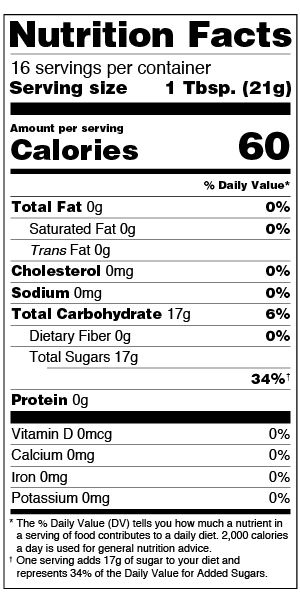 Nutrition Facts
16 servings per container
Serving size 1 Tbsp. (21g)
Amount per serving
Calories 60
% Daily Value*
Total Fat 0g 0%
Saturated Fat 0g 0%
Trans Fat 0g
Cholesterol 0mg 0%
Sodium 0mg 0%
Total Carbohydrate 17g 6%
Dietary Fiber 0g 0%
Total Sugars 17g
34%†
Protein 0g
Vitamin D 0mcg 0%
Calcium 0mg 0%
Iron 0mg 0%
Potassium 0mg 0%
* The % Daily Value (DV) tells you how much a nutrient in
a serving of food contributes to a daily diet. 2,000 calories
a day is used for general nutrition advice.
† One serving adds 17g of sugar to your diet and
represents 34% of the Daily Value for Added Sugars.